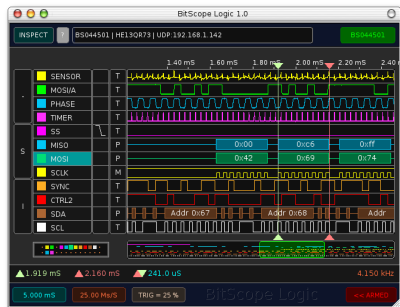 BitScope Logic 1.0
INSPECT ? BS044501 | HE13QR73 | UDP:192.168.1.142 BS044501
1.40 mS 1.60 mS 1.80 mS 2.00 mS 2.20 mS 2.40
- SENSOR T
MOSI/A T
PHASE T
TIMER T
SS T
S MISO P 0x00 0xc6 0xff
MOSI P 0x42 0x69 0x74
SCLK M
I SYNC T
CTRL2 T
SDA P Addr 0x67 Addr 0x68 Addr
SCL T
1.919 mS 2.160 mS 241.0 uS 4.150 kHz
5.000 mS 25.00 Ms/S TRIG = 25 % BitScope Logic << ARMED